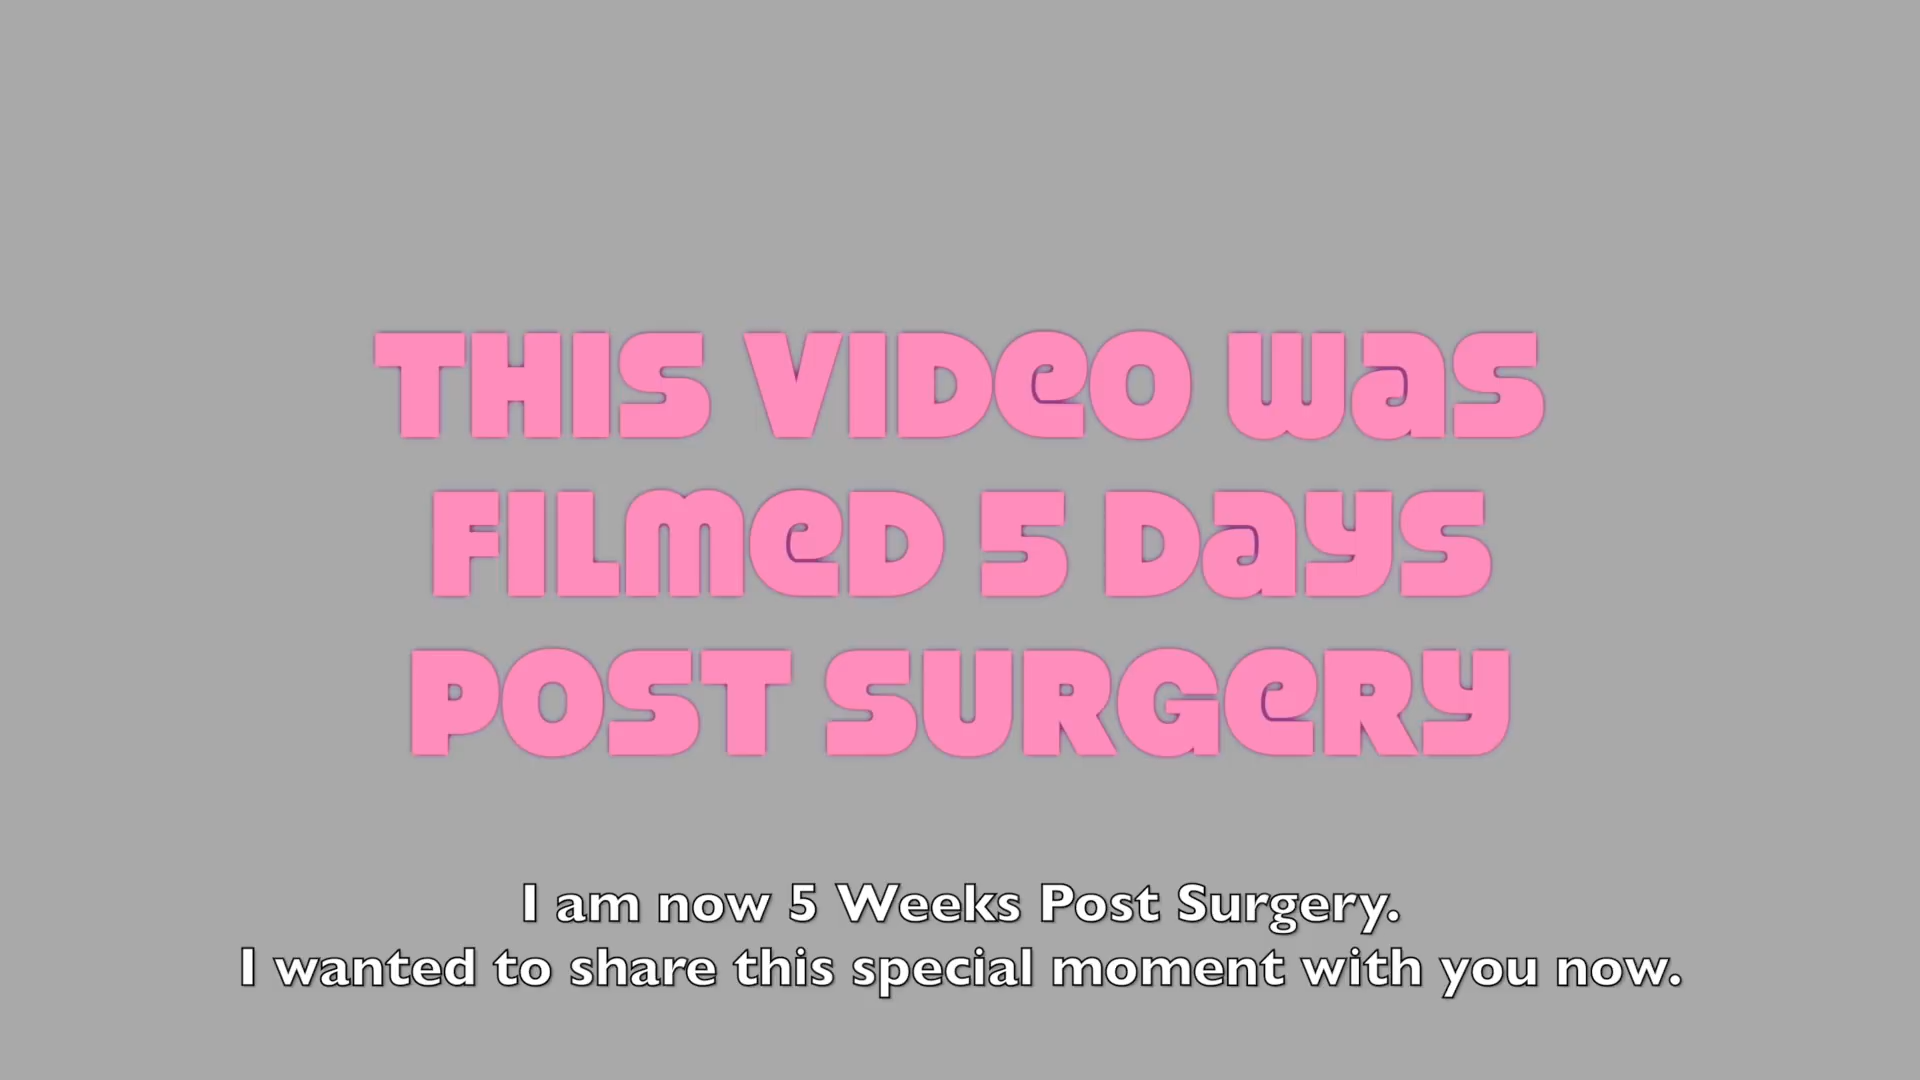 THIS VIDeO Was
FILmeD 5 Days
POST SURGeRy
I am now 5 Weeks Post Surgery.
I wanted to share this special moment with you now.